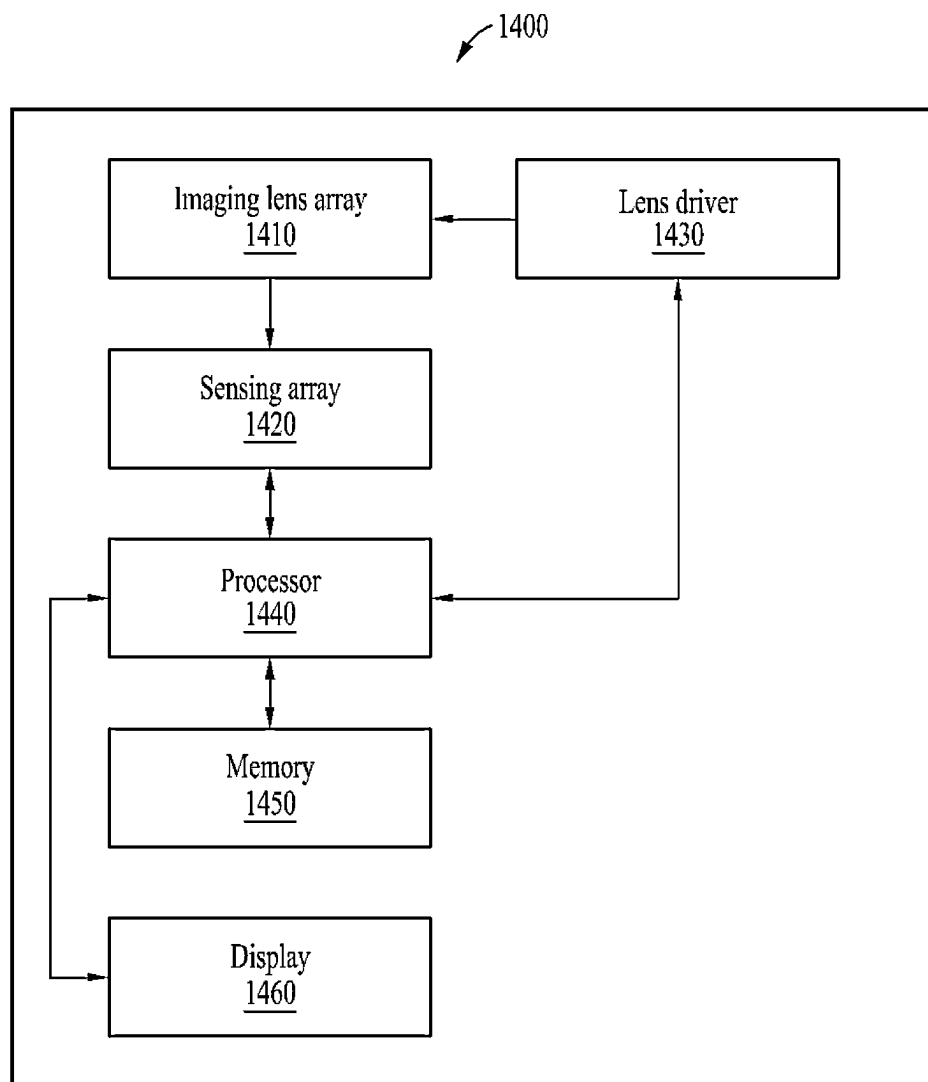 1400
Imaging lens array
1410
Lens driver
1430
Sensing array
1420
Processor
1440
Memory
1450
Display
1460